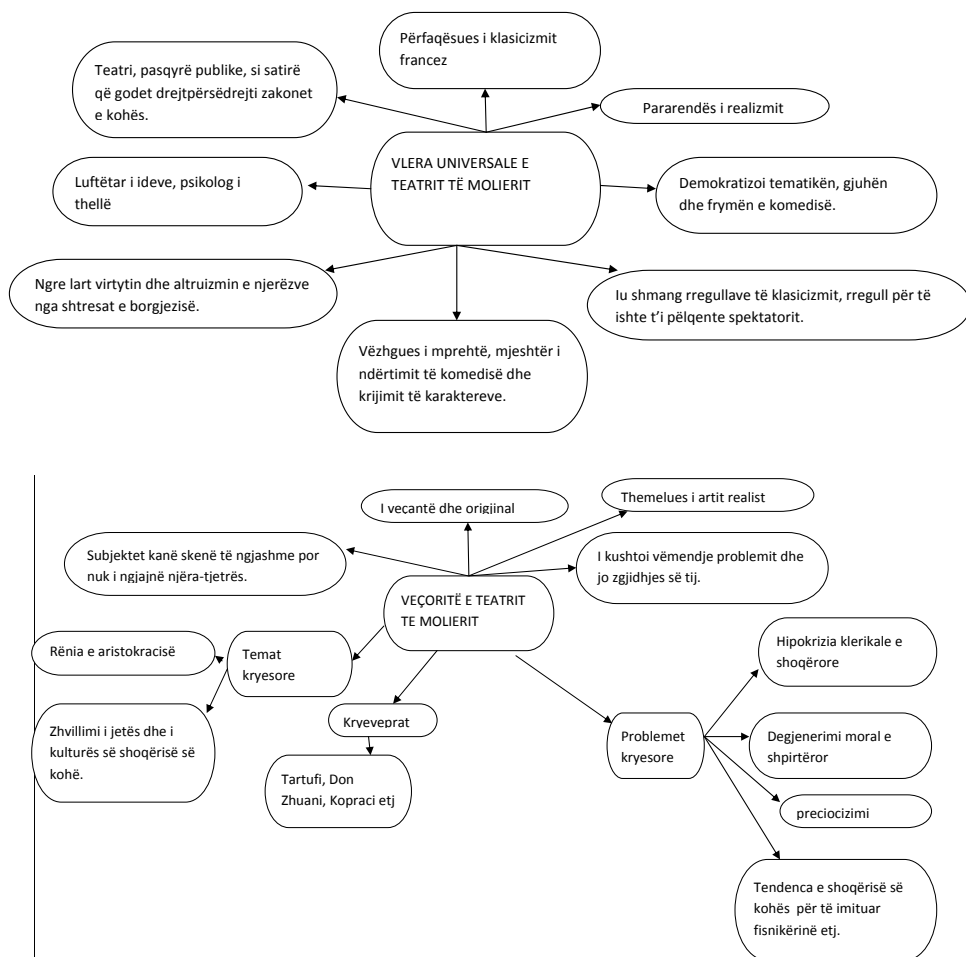 Përfaqësues i klasicizmit
francez
Teatri, pasqyrë publike, si satirë
që godet drejtpërsëdrejti zakonet
e kohës.
Pararendës i realizmit
VLERA UNIVERSALE E
TEATRIT TË MOLIERIT
Luftëtar i ideve, psikolog i
thellë
Demokratizoi tematikën, gjuhën
dhe frymën e komedisë.
Ngre lart virtytin dhe altruizmin e njerëzve
nga shtresat e borgjezisë.
Iu shmang rregullave të klasicizmit, rregull për të
ishte t’i pëlqente spektatorit.
Vëzhgues i mprehtë, mjeshtër i
ndërtimit të komedisë dhe
krijimit të karaktereve.
I veçantë dhe origjinal
Themelues i artit realist
Subjektet kanë skenë të ngjashme por
nuk i ngjajnë njëra-tjetrës.
I kushtoi vëmendje problemit dhe
jo zgjidhjes së tij.
VEÇORITË E TEATRIT
TE MOLIERIT
Rënia e aristokracisë
Temat
kryesore
Hipokrizia klerikale e
shoqërore
Zhvillimi i jetës dhe i
kulturës së shoqërisë së
kohë.
Kryeveprat
Problemet
kryesore
Degjenerimi moral e
shpirtëror
Tartufi, Don
Zhuani, Kopraci etj
preciocizimi
Tendenca e shoqërisë së
kohës  për të imituar
fisnikërinë etj.